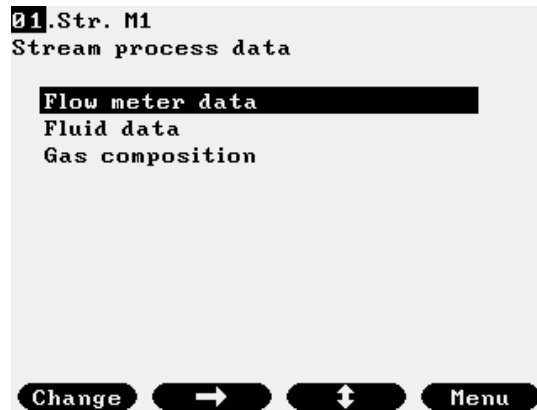 01.Str. M1
Stream process data
Flow meter data
Fluid data
Gas composition
Change → ↕ Menu